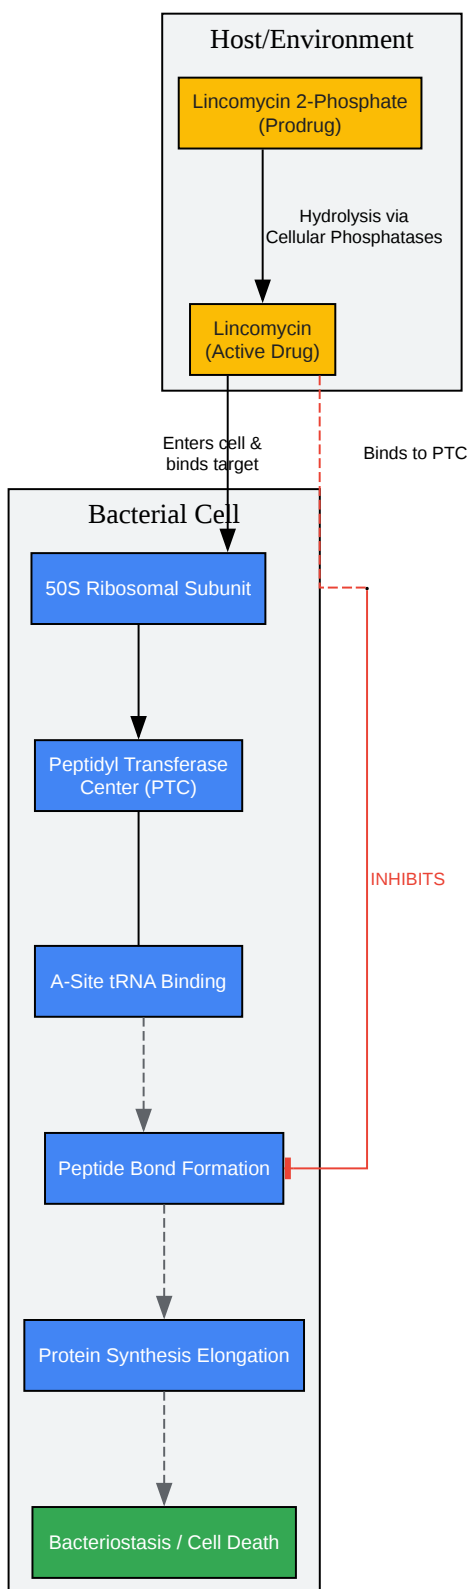 Host/Environment
Lincomycin 2-Phosphate
(Prodrug)
Hydrolysis via
Cellular Phosphatases
Lincomycin
(Active Drug)
Enters cell &
binds target
Binds to PTC
Bacterial Cell
50S Ribosomal Subunit
Peptidyl Transferase
Center (PTC)
INHIBITS
A-Site tRNA Binding
Peptide Bond Formation
Protein Synthesis Elongation
Bacteriostasis / Cell Death